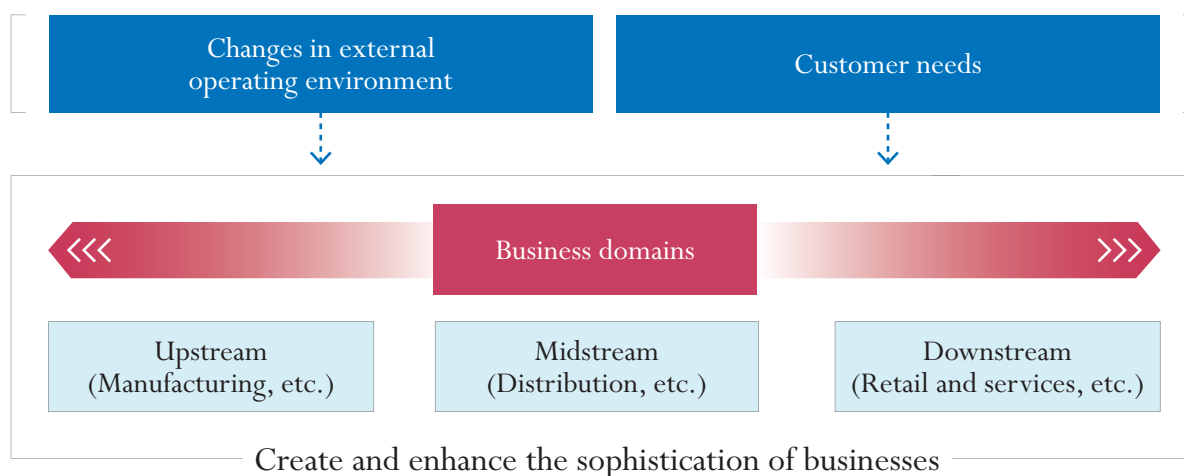 Changes in external
operating environment
Customer needs
Business domains
Upstream
(Manufacturing, etc.)
Midstream
(Distribution, etc.)
Downstream
(Retail and services, etc.)
Create and enhance the sophistication of businesses